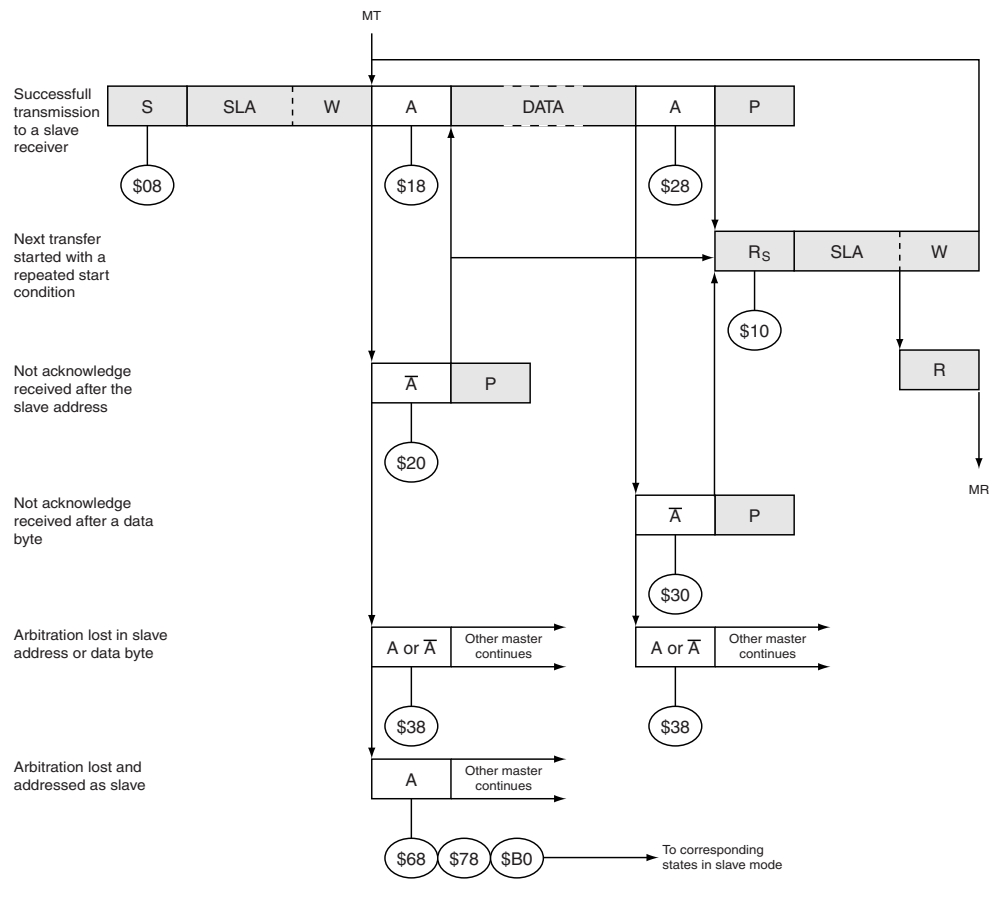 MT
Successfull
transmission
to a slave
receiver
S SLA W A DATA A P
$08 $18 $28
Next transfer
started with a
repeated start
condition
RS SLA W
$10
Not acknowledge
received after the
slave address
A̅ P
R
$20
MR
Not acknowledge
received after a data
byte
A̅ P
$30
Arbitration lost in slave
address or data byte
A or A̅
Other master
continues
A or A̅
Other master
continues
$38 $38
Arbitration lost and
addressed as slave
A
Other master
continues
$68 $78 $B0
To corresponding
states in slave mode